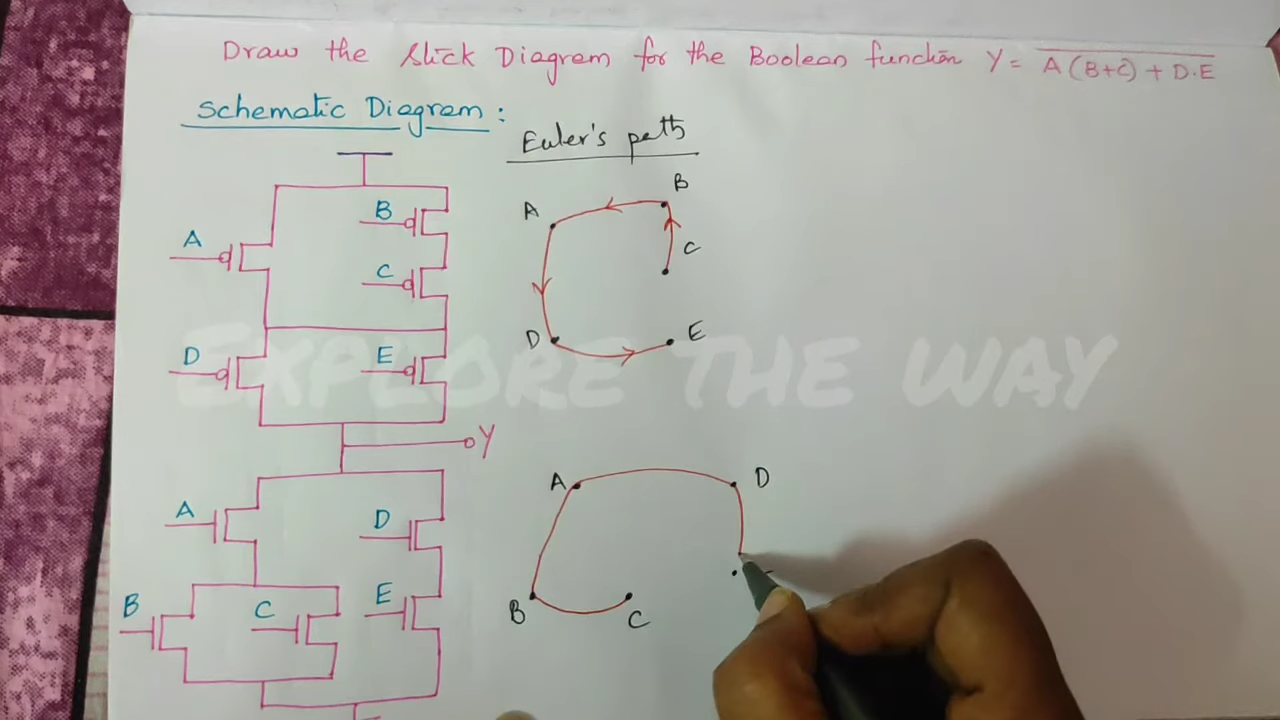 Draw the Stick Diagram for the Boolean function Y = A(B+C) + D.E
Schematic Diagram :
Euler's path
B
A
C
D
E
B
A
C
D
E
Y
EXPLORE THE WAY
A
D
B
C
E
A
D
B
C